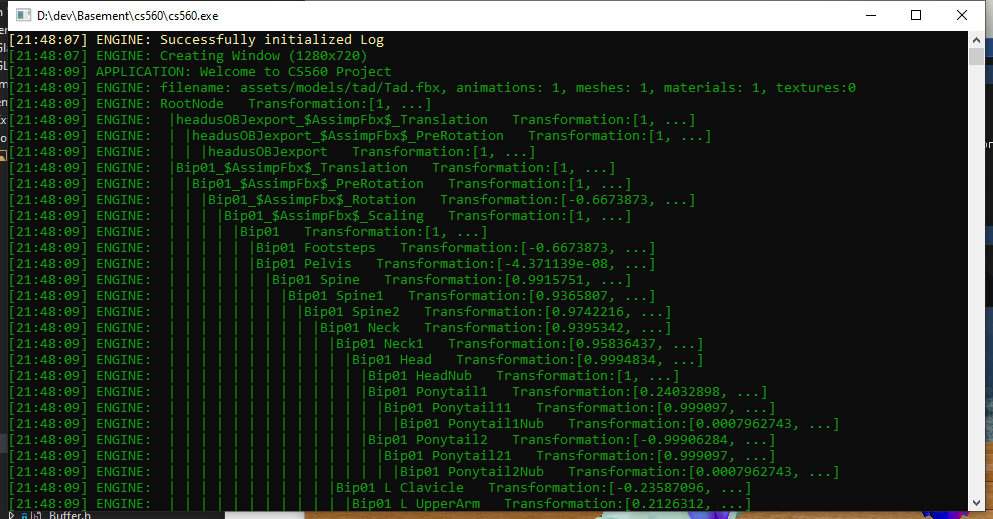 D:\dev\Basement\cs560\cs560.exe
[21:48:07] ENGINE: Successfully initialized Log
[21:48:07] ENGINE: Creating Window (1280x720)
[21:48:09] APPLICATION: Welcome to CS560 Project
[21:48:09] ENGINE: filename: assets/models/tad/Tad.fbx, animations: 1, meshes: 1, materials: 1, textures:0
[21:48:09] ENGINE: RootNode   Transformation:[1, ...]
[21:48:09] ENGINE:  |headusOBJexport_$AssimpFbx$_Translation   Transformation:[1, ...]
[21:48:09] ENGINE:  | |headusOBJexport_$AssimpFbx$_PreRotation   Transformation:[1, ...]
[21:48:09] ENGINE:  | | |headusOBJexport   Transformation:[1, ...]
[21:48:09] ENGINE:  |Bip01_$AssimpFbx$_Translation   Transformation:[1, ...]
[21:48:09] ENGINE:  | |Bip01_$AssimpFbx$_PreRotation   Transformation:[1, ...]
[21:48:09] ENGINE:  | | |Bip01_$AssimpFbx$_Rotation   Transformation:[-0.6673873, ...]
[21:48:09] ENGINE:  | | | |Bip01_$AssimpFbx$_Scaling   Transformation:[1, ...]
[21:48:09] ENGINE:  | | | | |Bip01   Transformation:[1, ...]
[21:48:09] ENGINE:  | | | | | |Bip01 Footsteps   Transformation:[-0.6673873, ...]
[21:48:09] ENGINE:  | | | | | |Bip01 Pelvis   Transformation:[-4.371139e-08, ...]
[21:48:09] ENGINE:  | | | | | | |Bip01 Spine   Transformation:[0.9915751, ...]
[21:48:09] ENGINE:  | | | | | | | |Bip01 Spine1   Transformation:[0.9365807, ...]
[21:48:09] ENGINE:  | | | | | | | | |Bip01 Spine2   Transformation:[0.9742216, ...]
[21:48:09] ENGINE:  | | | | | | | | | |Bip01 Neck   Transformation:[0.9395342, ...]
[21:48:09] ENGINE:  | | | | | | | | | | |Bip01 Neck1   Transformation:[0.95836437, ...]
[21:48:09] ENGINE:  | | | | | | | | | | | |Bip01 Head   Transformation:[0.9994834, ...]
[21:48:09] ENGINE:  | | | | | | | | | | | | |Bip01 HeadNub   Transformation:[1, ...]
[21:48:09] ENGINE:  | | | | | | | | | | | | |Bip01 Ponytail1   Transformation:[0.24032898, ...]
[21:48:09] ENGINE:  | | | | | | | | | | | | | |Bip01 Ponytail11   Transformation:[0.999097, ...]
[21:48:09] ENGINE:  | | | | | | | | | | | | | | |Bip01 Ponytail1Nub   Transformation:[0.0007962743, ...]
[21:48:09] ENGINE:  | | | | | | | | | | | | |Bip01 Ponytail2   Transformation:[-0.99906284, ...]
[21:48:09] ENGINE:  | | | | | | | | | | | | | |Bip01 Ponytail21   Transformation:[0.999097, ...]
[21:48:09] ENGINE:  | | | | | | | | | | | | | | |Bip01 Ponytail2Nub   Transformation:[0.0007962743, ...]
[21:48:09] ENGINE:  | | | | | | | | | | |Bip01 L Clavicle   Transformation:[-0.23587096, ...]
[21:48:09] ENGINE:  | | | | | | | | | | | |Bip01 L UpperArm   Transformation:[0.2126312, ...]
Buffer.h